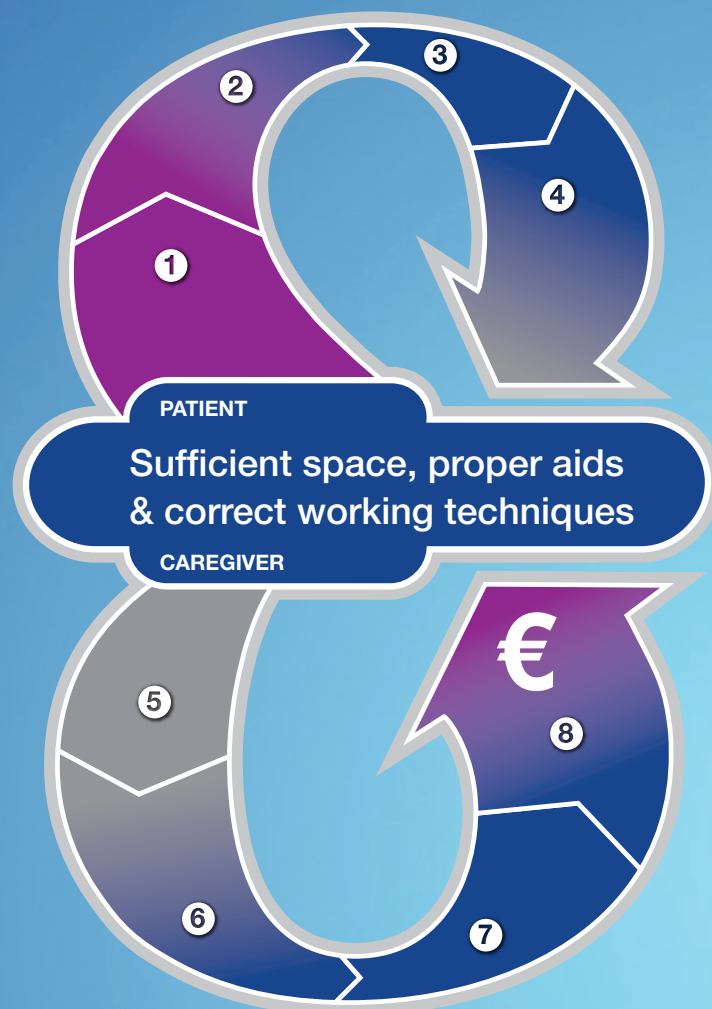 2
3
4
1
PATIENT
Sufficient space, proper aids
& correct working techniques
CAREGIVER
€
5
8
6
7